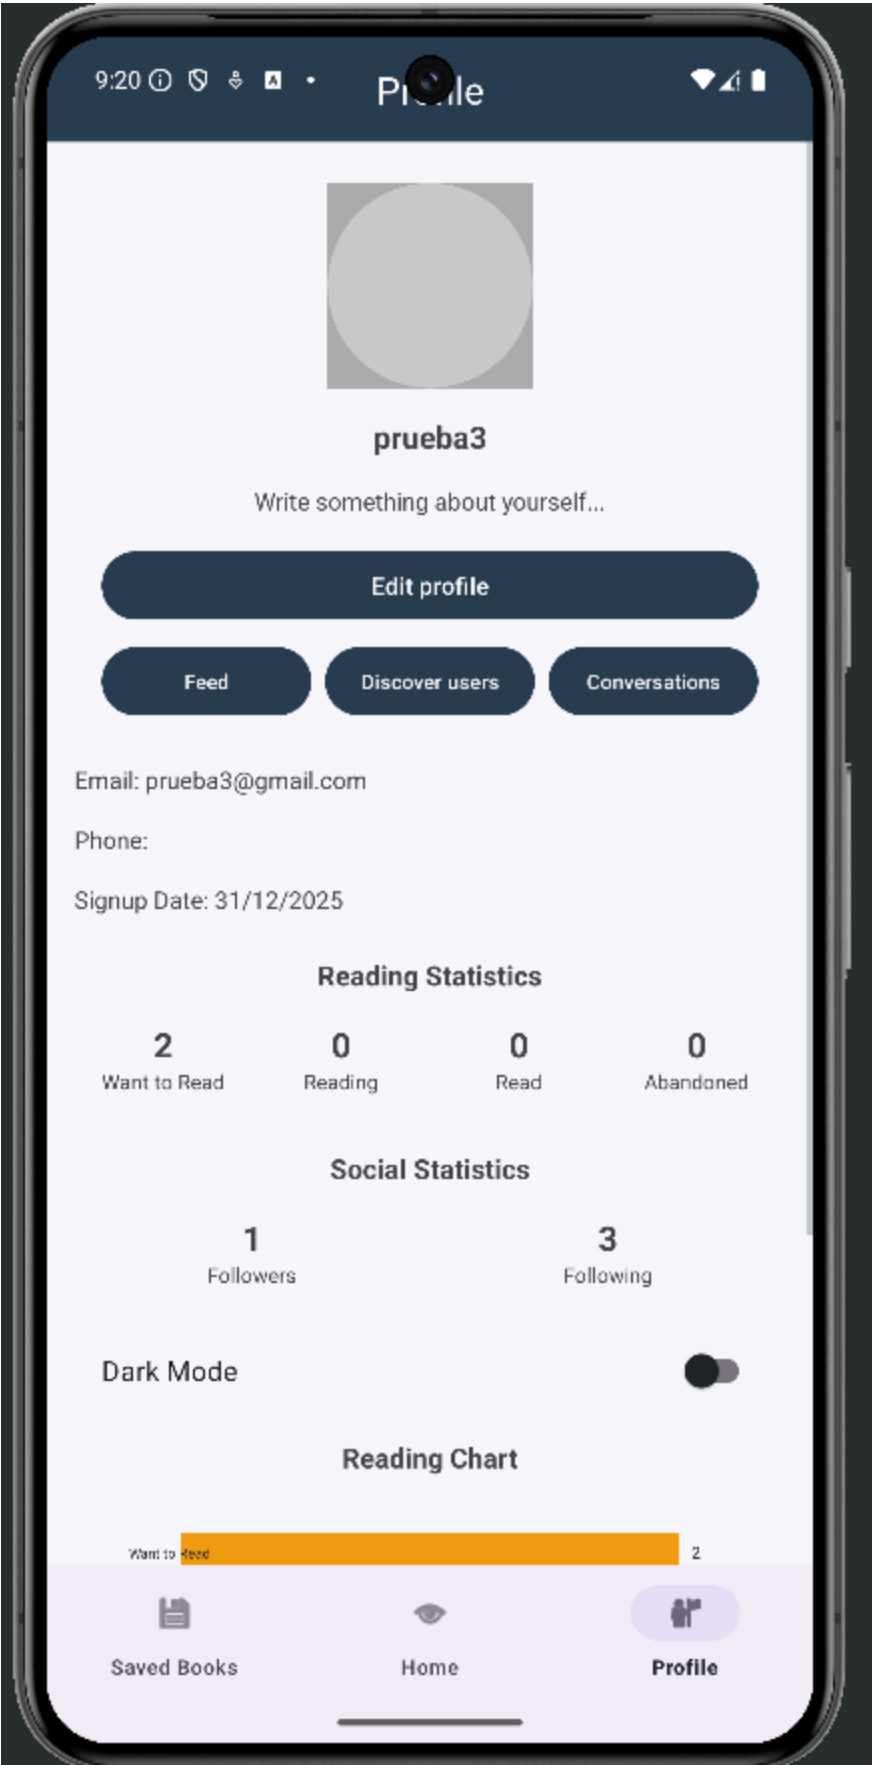 9:20
Edit profile
prueba3
Write something about yourself...
Feed Discover users Conversations
Email: prueba3@gmail.com
Phone:
Signup Date: 31/12/2025
Reading Statistics
2 0 0 0
Want to Read Reading Read Abandoned
Social Statistics
1 3
Followers Following
Dark Mode
Reading Chart
Want to Read 2
Saved Books Home Profile